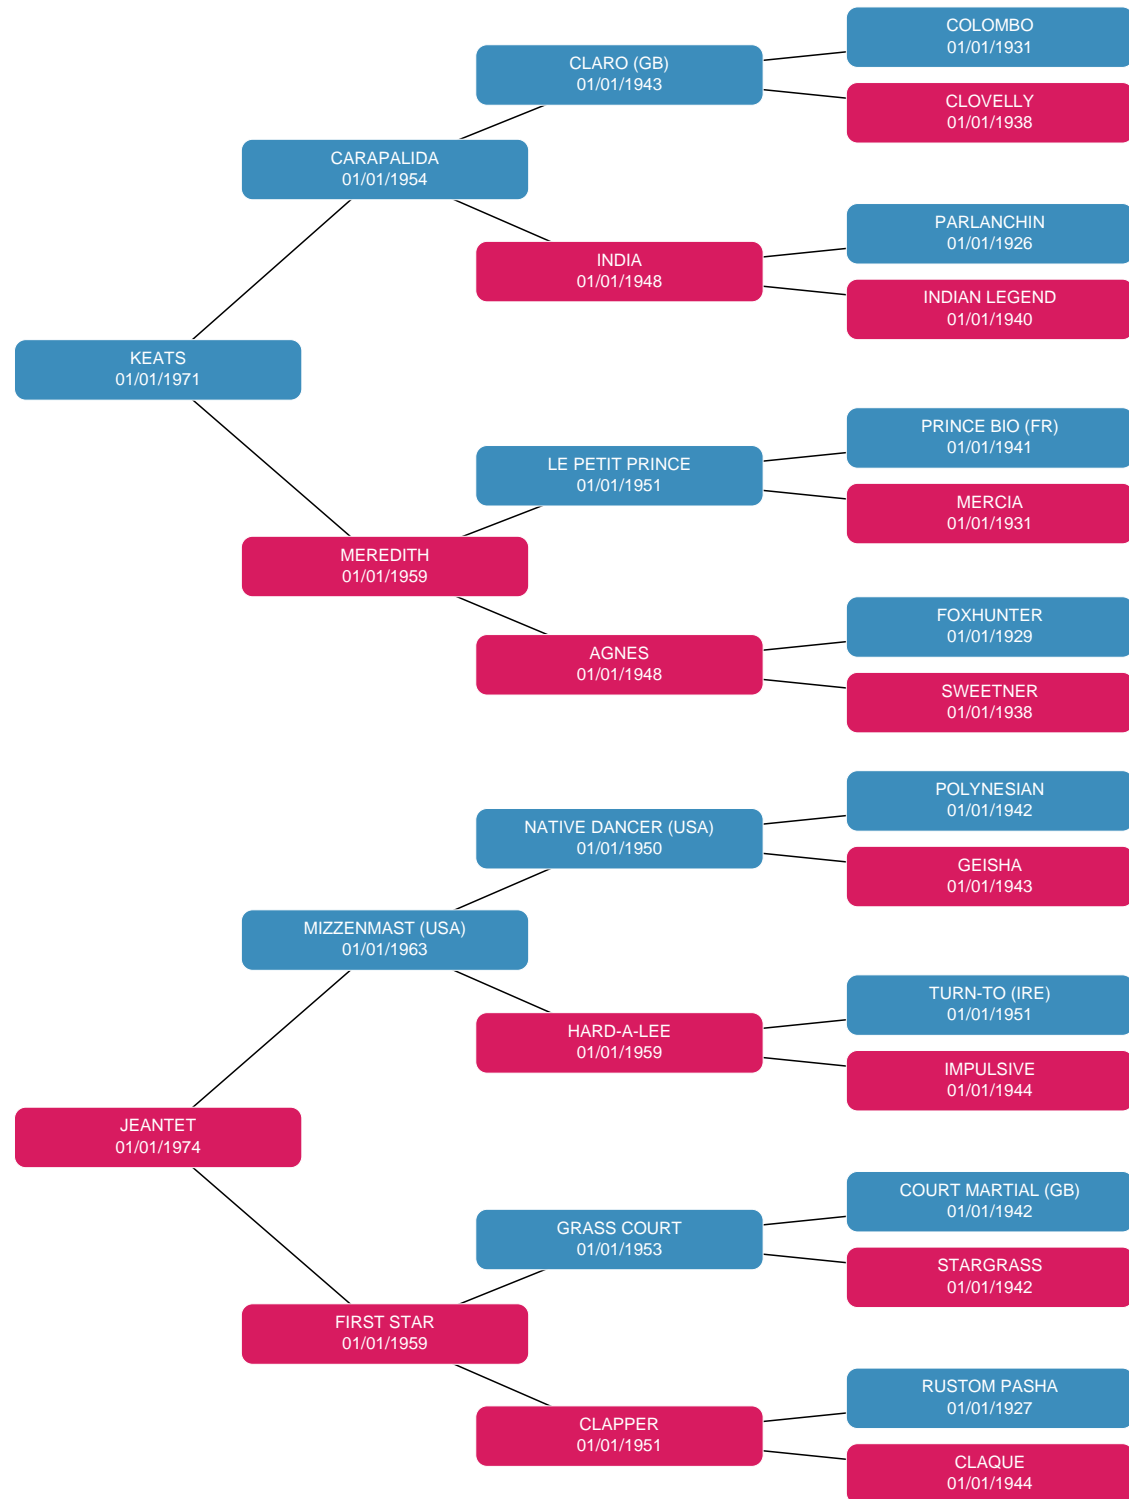 COLOMBO
01/01/1931
CLARO (GB)
01/01/1943
CLOVELLY
01/01/1938
CARAPALIDA
01/01/1954
PARLANCHIN
01/01/1926
INDIA
01/01/1948
INDIAN LEGEND
01/01/1940
KEATS
01/01/1971
PRINCE BIO (FR)
01/01/1941
LE PETIT PRINCE
01/01/1951
MERCIA
01/01/1931
MEREDITH
01/01/1959
FOXHUNTER
01/01/1929
AGNES
01/01/1948
SWEETNER
01/01/1938
POLYNESIAN
01/01/1942
NATIVE DANCER (USA)
01/01/1950
GEISHA
01/01/1943
MIZZENMAST (USA)
01/01/1963
TURN-TO (IRE)
01/01/1951
HARD-A-LEE
01/01/1959
IMPULSIVE
01/01/1944
JEANTET
01/01/1974
COURT MARTIAL (GB)
01/01/1942
GRASS COURT
01/01/1953
STARGRASS
01/01/1942
FIRST STAR
01/01/1959
RUSTOM PASHA
01/01/1927
CLAPPER
01/01/1951
CLAQUE
01/01/1944